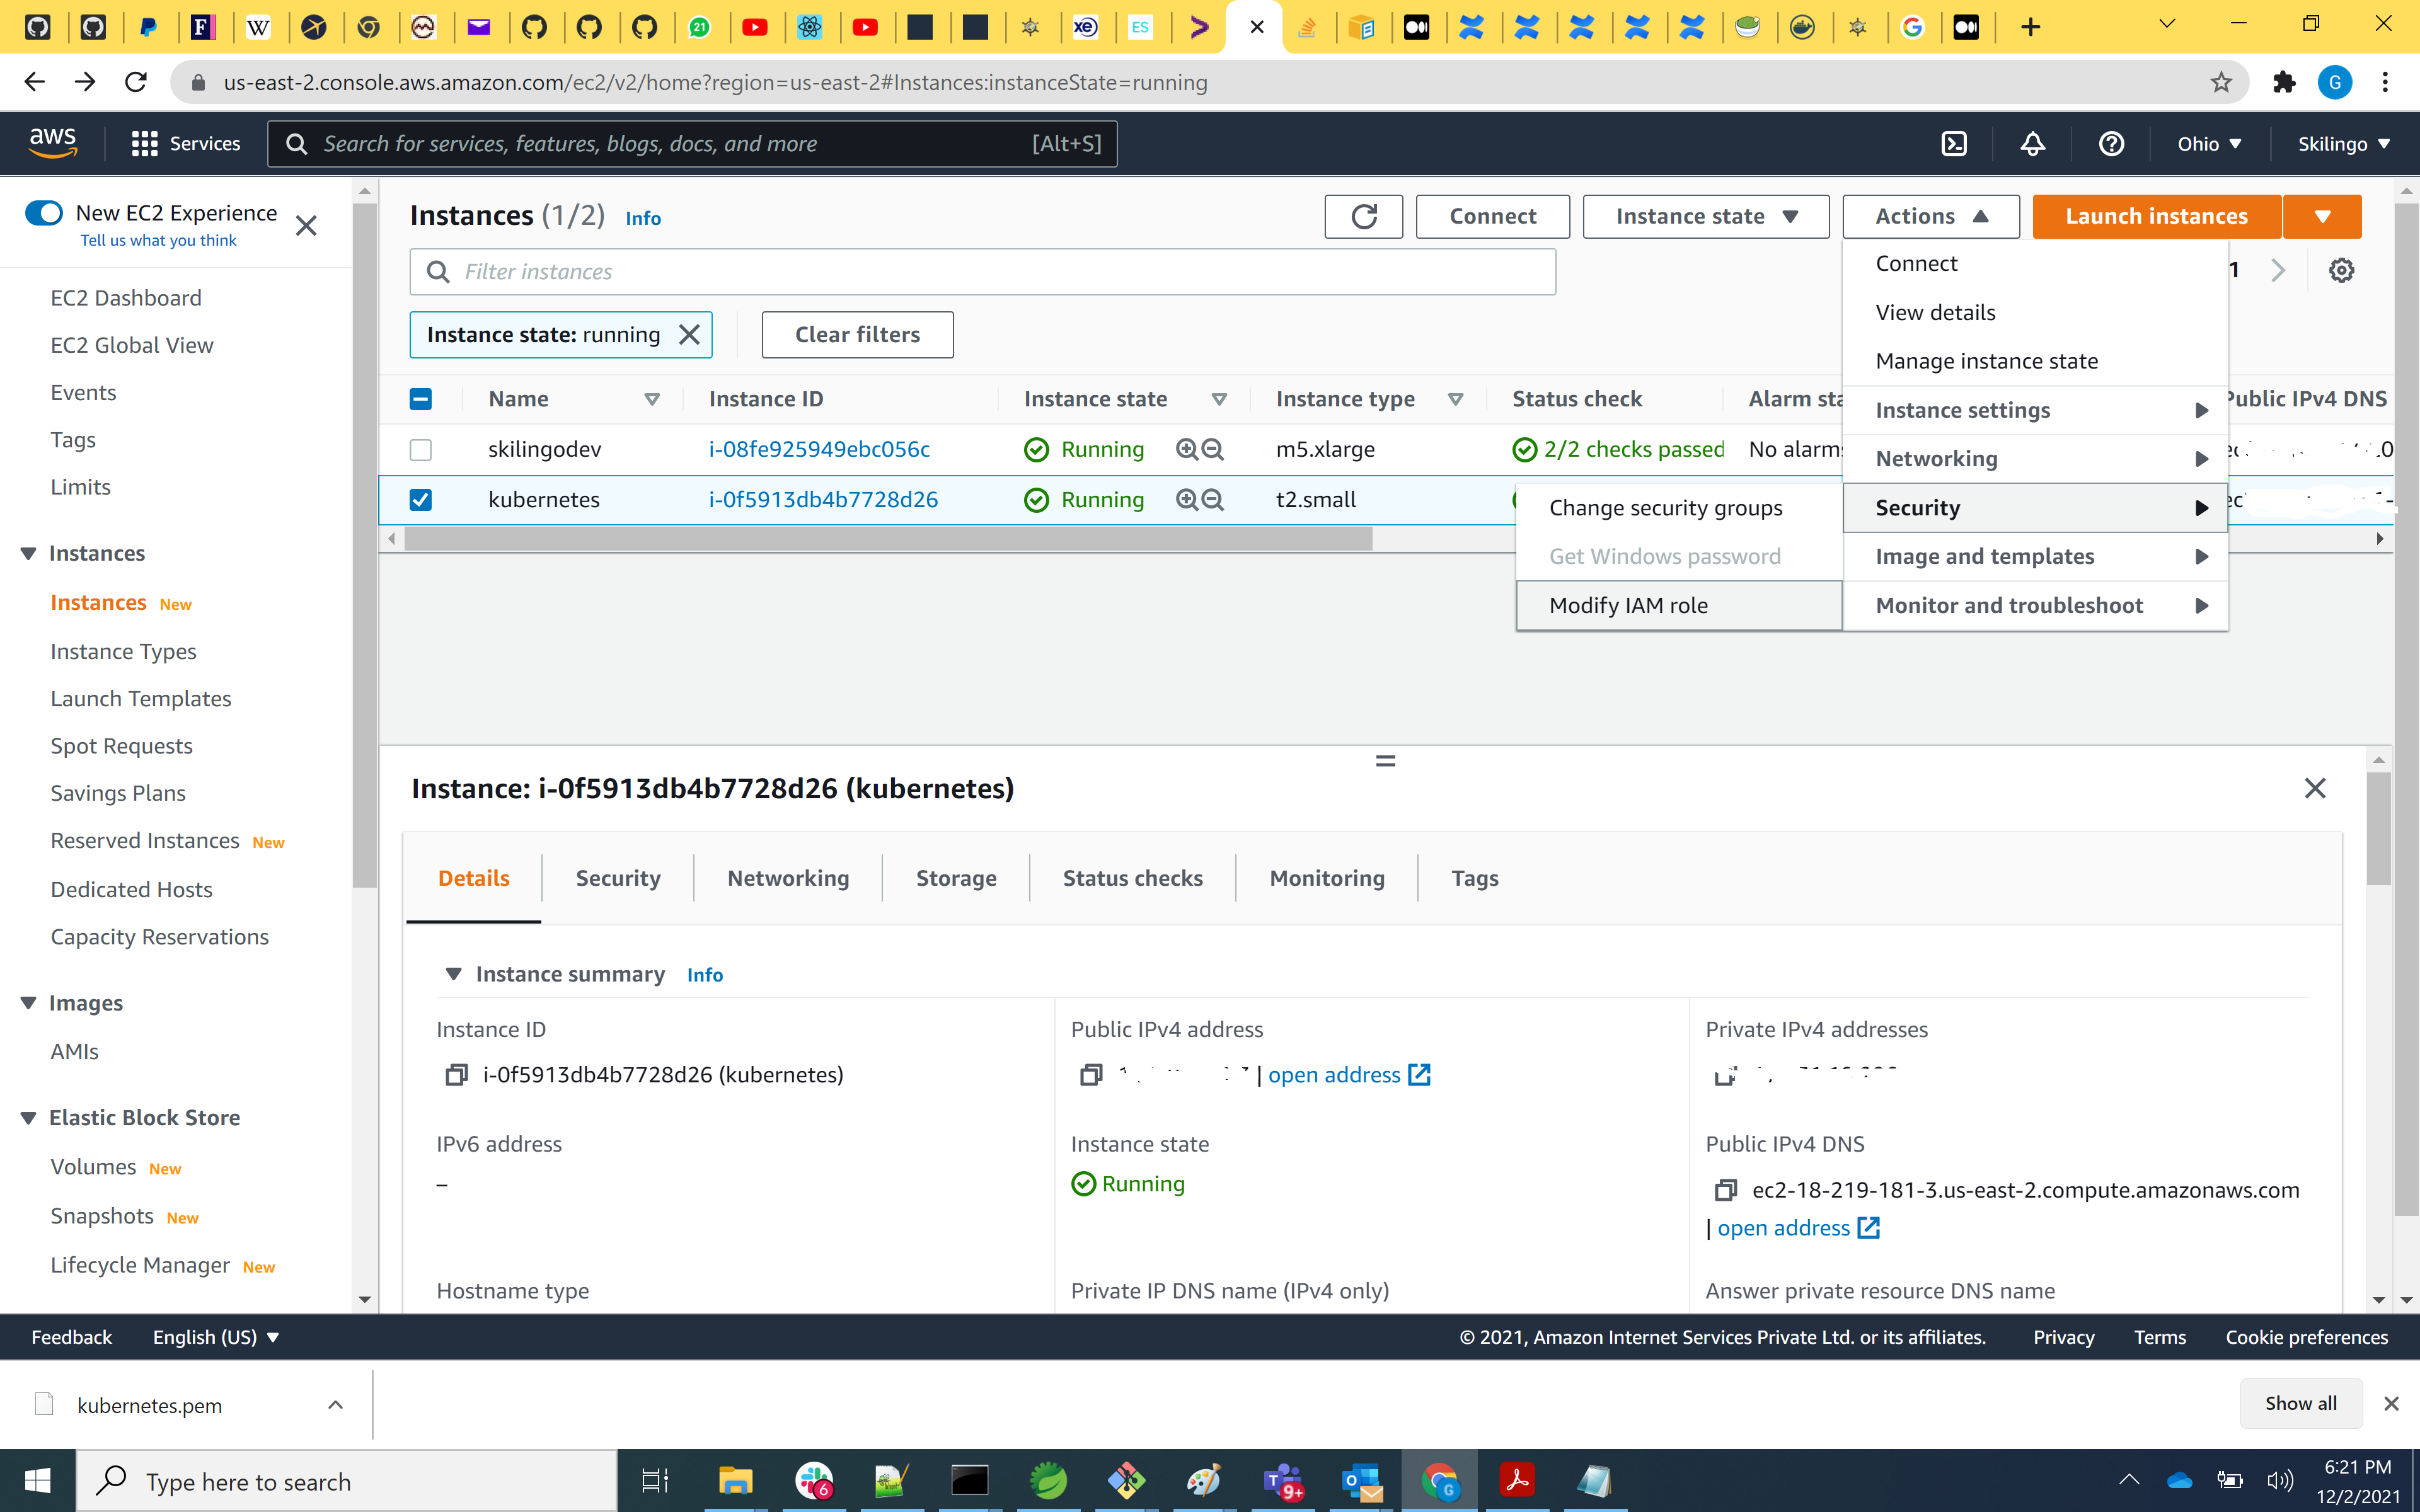 21
xe
ES
us-east-2.console.aws.amazon.com/ec2/v2/home?region=us-east-2#Instances:instanceState=running
G
aws
Services
Search for services, features, blogs, docs, and more
[Alt+S]
Ohio
Skilingo
New EC2 Experience
Tell us what you think
EC2 Dashboard
EC2 Global View
Events
Tags
Limits
Instances
Instances New
Instance Types
Launch Templates
Spot Requests
Savings Plans
Reserved Instances New
Dedicated Hosts
Capacity Reservations
Images
AMIs
Elastic Block Store
Volumes New
Snapshots New
Lifecycle Manager New
Instances (1/2) Info
Connect
Instance state
Actions
Launch instances
Filter instances
1
Instance state: running
Clear filters
Name Instance ID Instance state Instance type Status check Alarm sta Public IPv4 DNS
skilingodev i-08fe925949ebc056c Running m5.xlarge 2/2 checks passed No alarms
kubernetes i-0f5913db4b7728d26 Running t2.small
Connect
View details
Manage instance state
Instance settings
Networking
Security
Image and templates
Monitor and troubleshoot
Change security groups
Get Windows password
Modify IAM role
Instance: i-0f5913db4b7728d26 (kubernetes)
Details Security Networking Storage Status checks Monitoring Tags
Instance summary Info
Instance ID
i-0f5913db4b7728d26 (kubernetes)
Public IPv4 address
| open address
Private IPv4 addresses
IPv6 address
–
Instance state
Running
Public IPv4 DNS
ec2-18-219-181-3.us-east-2.compute.amazonaws.com
| open address
Hostname type
Private IP DNS name (IPv4 only)
Answer private resource DNS name
Feedback English (US)
© 2021, Amazon Internet Services Private Ltd. or its affiliates. Privacy Terms Cookie preferences
kubernetes.pem
Show all
Type here to search
6
9+
6:21 PM
12/2/2021